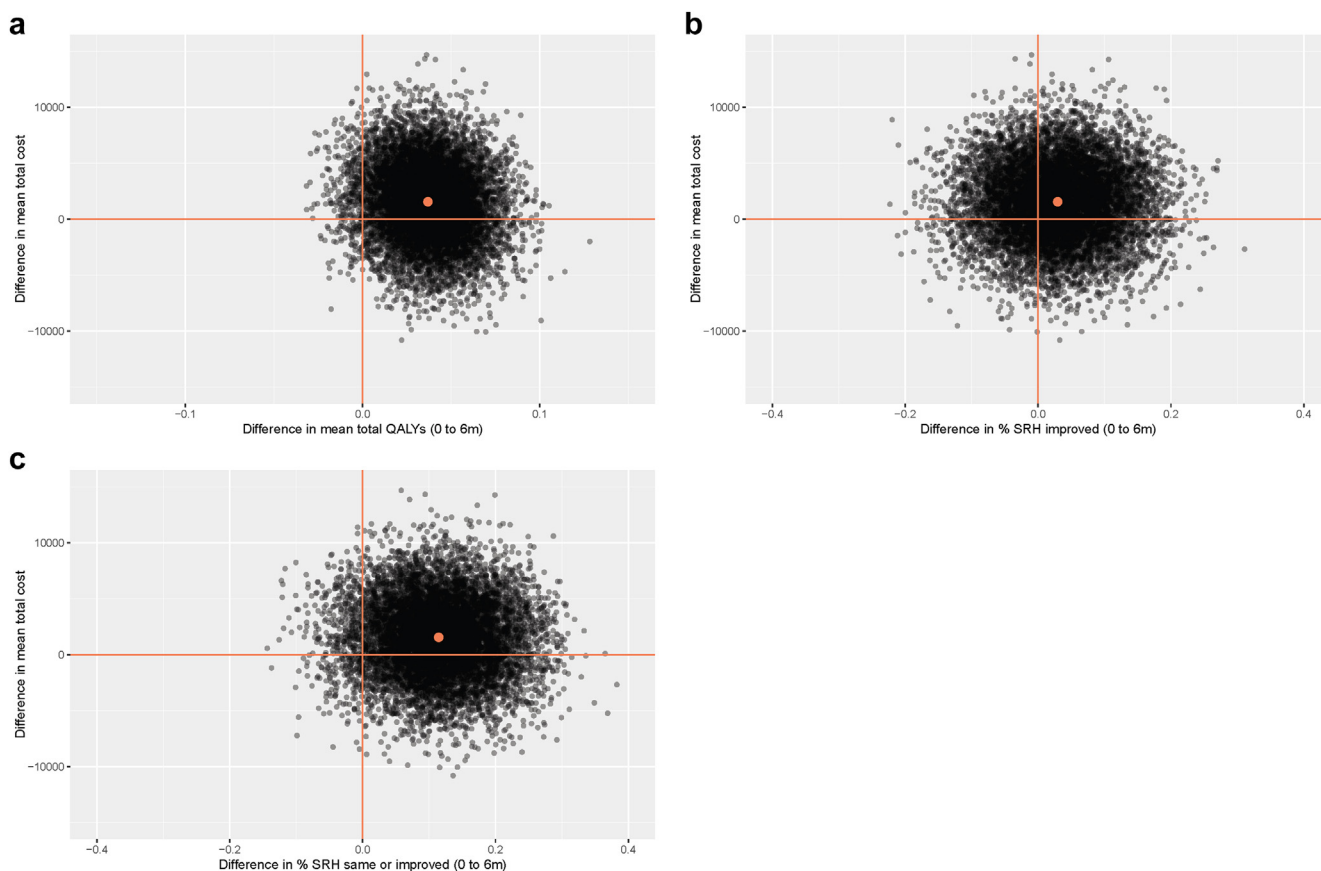 a
Difference in mean total cost
10000
0
−10000
−0.1
0.0
0.1
Difference in mean total QALYs (0 to 6m)
b
Difference in mean total cost
10000
0
−10000
−0.4
−0.2
0.0
0.2
0.4
Difference in % SRH improved (0 to 6m)
c
Difference in mean total cost
10000
0
−10000
−0.4
−0.2
0.0
0.2
0.4
Difference in % SRH same or improved (0 to 6m)